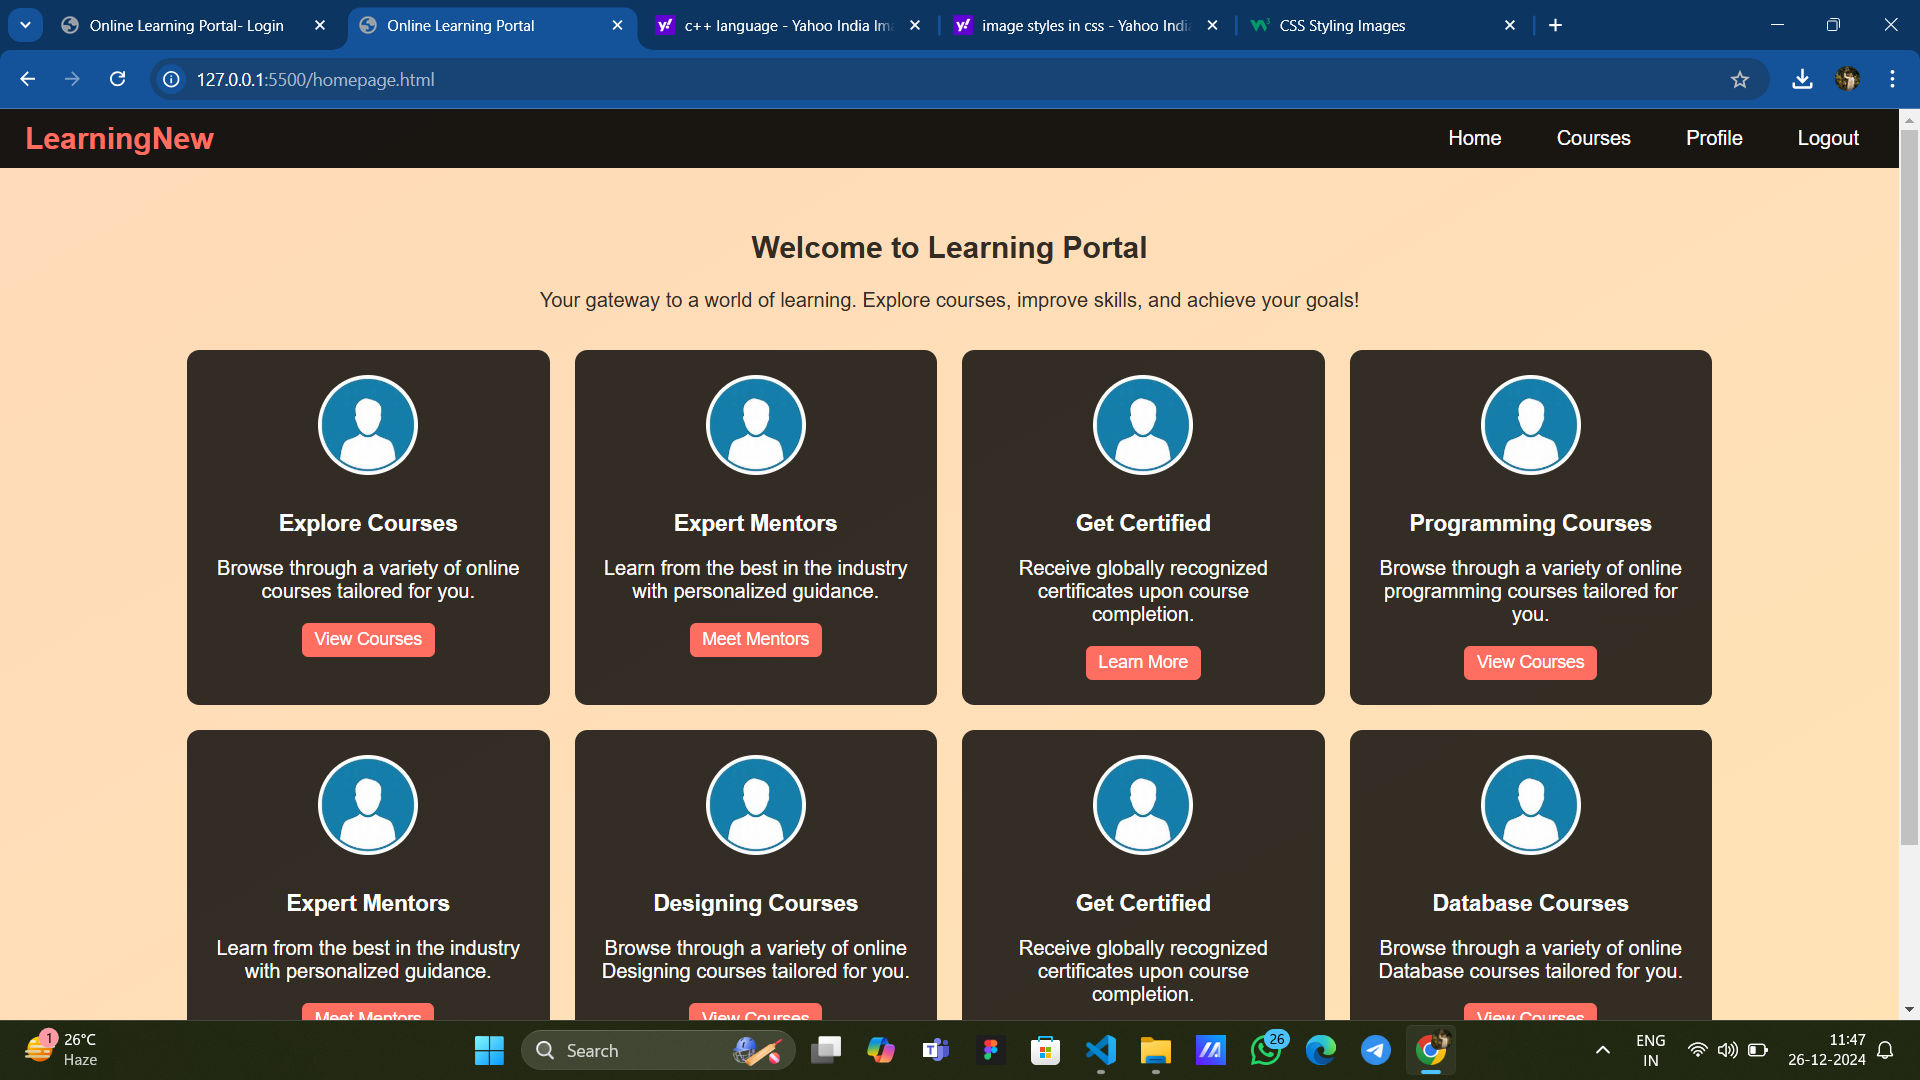 Online Learning Portal- Login
Online Learning Portal
c++ language - Yahoo India Im
image styles in css - Yahoo Indi
CSS Styling Images
127.0.0.1:5500/homepage.html
LearningNew
Home
Courses
Profile
Logout
Welcome to Learning Portal
Your gateway to a world of learning. Explore courses, improve skills, and achieve your goals!
Explore Courses
Browse through a variety of online
courses tailored for you.
View Courses
Expert Mentors
Learn from the best in the industry
with personalized guidance.
Meet Mentors
Get Certified
Receive globally recognized
certificates upon course
completion.
Learn More
Programming Courses
Browse through a variety of online
programming courses tailored for
you.
View Courses
Expert Mentors
Learn from the best in the industry
with personalized guidance.
Meet Mentors
Designing Courses
Browse through a variety of online
Designing courses tailored for you.
View Courses
Get Certified
Receive globally recognized
certificates upon course
completion.
Database Courses
Browse through a variety of online
Database courses tailored for you.
View Courses
1
26°C
Haze
Search
26
ENG
IN
11:47
26-12-2024